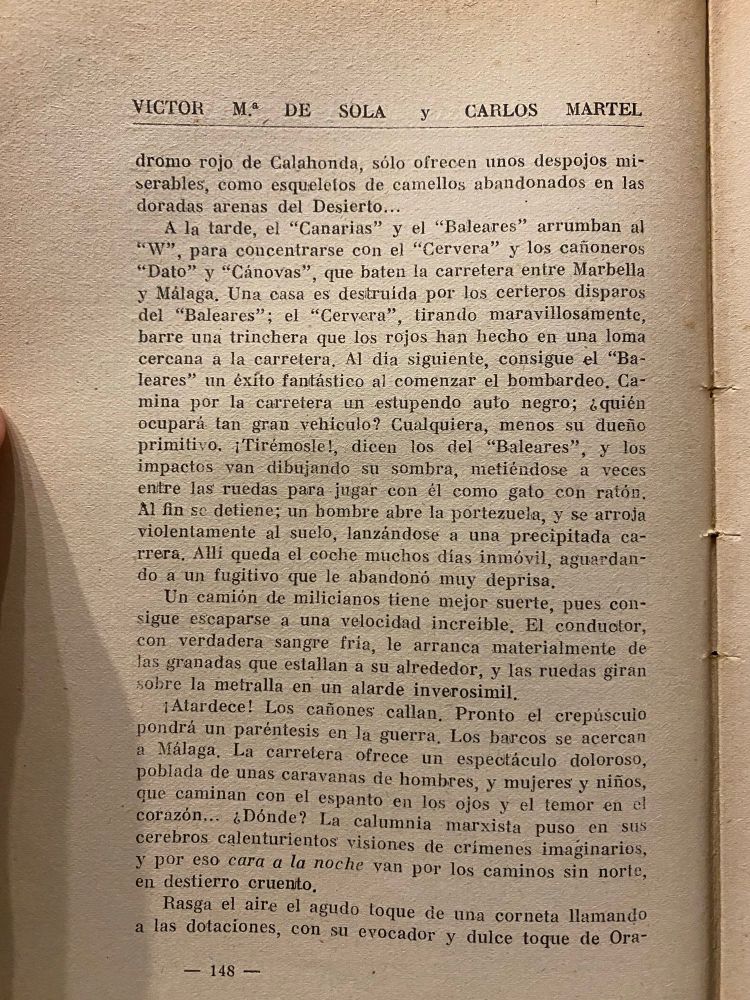 VICTOR M.ª DE SOLA y CARLOS MARTEL
dromo rojo de Calahonda, sólo ofrecen unos despojos mi-
serables, como esqueletos de camellos abandonados en las
doradas arenas del Desierto...
A la tarde, el "Canarias" y el "Baleares" arrumban al
"W", para concentrarse con el "Cervera" y los cañoneros
"Dato" y "Cánovas", que baten la carretera entre Marbella
y Málaga. Una casa es destruída por los certeros disparos
del "Baleares"; el "Cervera", tirando maravillosamente,
barre una trinchera que los rojos han hecho en una loma
cercana a la carretera. Al día siguiente, consigue el "Ba-
leares" un éxito fantástico al comenzar el bombardeo. Ca-
mina por la carretera un estupendo auto negro; ¿quién
ocupará tan gran vehículo? Cualquiera, menos su dueño
primitivo. ¡Tirémosle!, dicen los del "Baleares", y los
impactos van dibujando su sombra, metiéndose a veces
entre las ruedas para jugar con él como gato con ratón.
Al fin se detiene; un hombre abre la portezuela, y se arroja
violentamente al suelo, lanzándose a una precipitada ca-
rrera. Allí queda el coche muchos días inmóvil, aguardan-
do a un fugitivo que le abandonó muy deprisa.
Un camión de milicianos tiene mejor suerte, pues con-
sigue escaparse a una velocidad increíble. El conductor,
con verdadera sangre fría, le arranca materialmente de
las granadas que estallan a su alrededor, y las ruedas giran
sobre la metralla en un alarde inverosimil.
¡Atardece! Los cañones callan. Pronto el crepúsculo
pondrá un paréntesis en la guerra. Los barcos se acercan
a Málaga. La carretera ofrece un espectáculo doloroso,
poblada de unas caravanas de hombres, y mujeres y niños,
que caminan con el espanto en los ojos y el temor en el
corazón... ¿Dónde? La calumnia marxista puso en sus
cerebros calenturientos visiones de crímenes imaginarios,
y por eso cara a la noche van por los caminos sin norte,
en destierro cruento.
Rasga el aire el agudo toque de una corneta llamando
a las dotaciones, con su evocador y dulce toque de Ora-
— 148 —